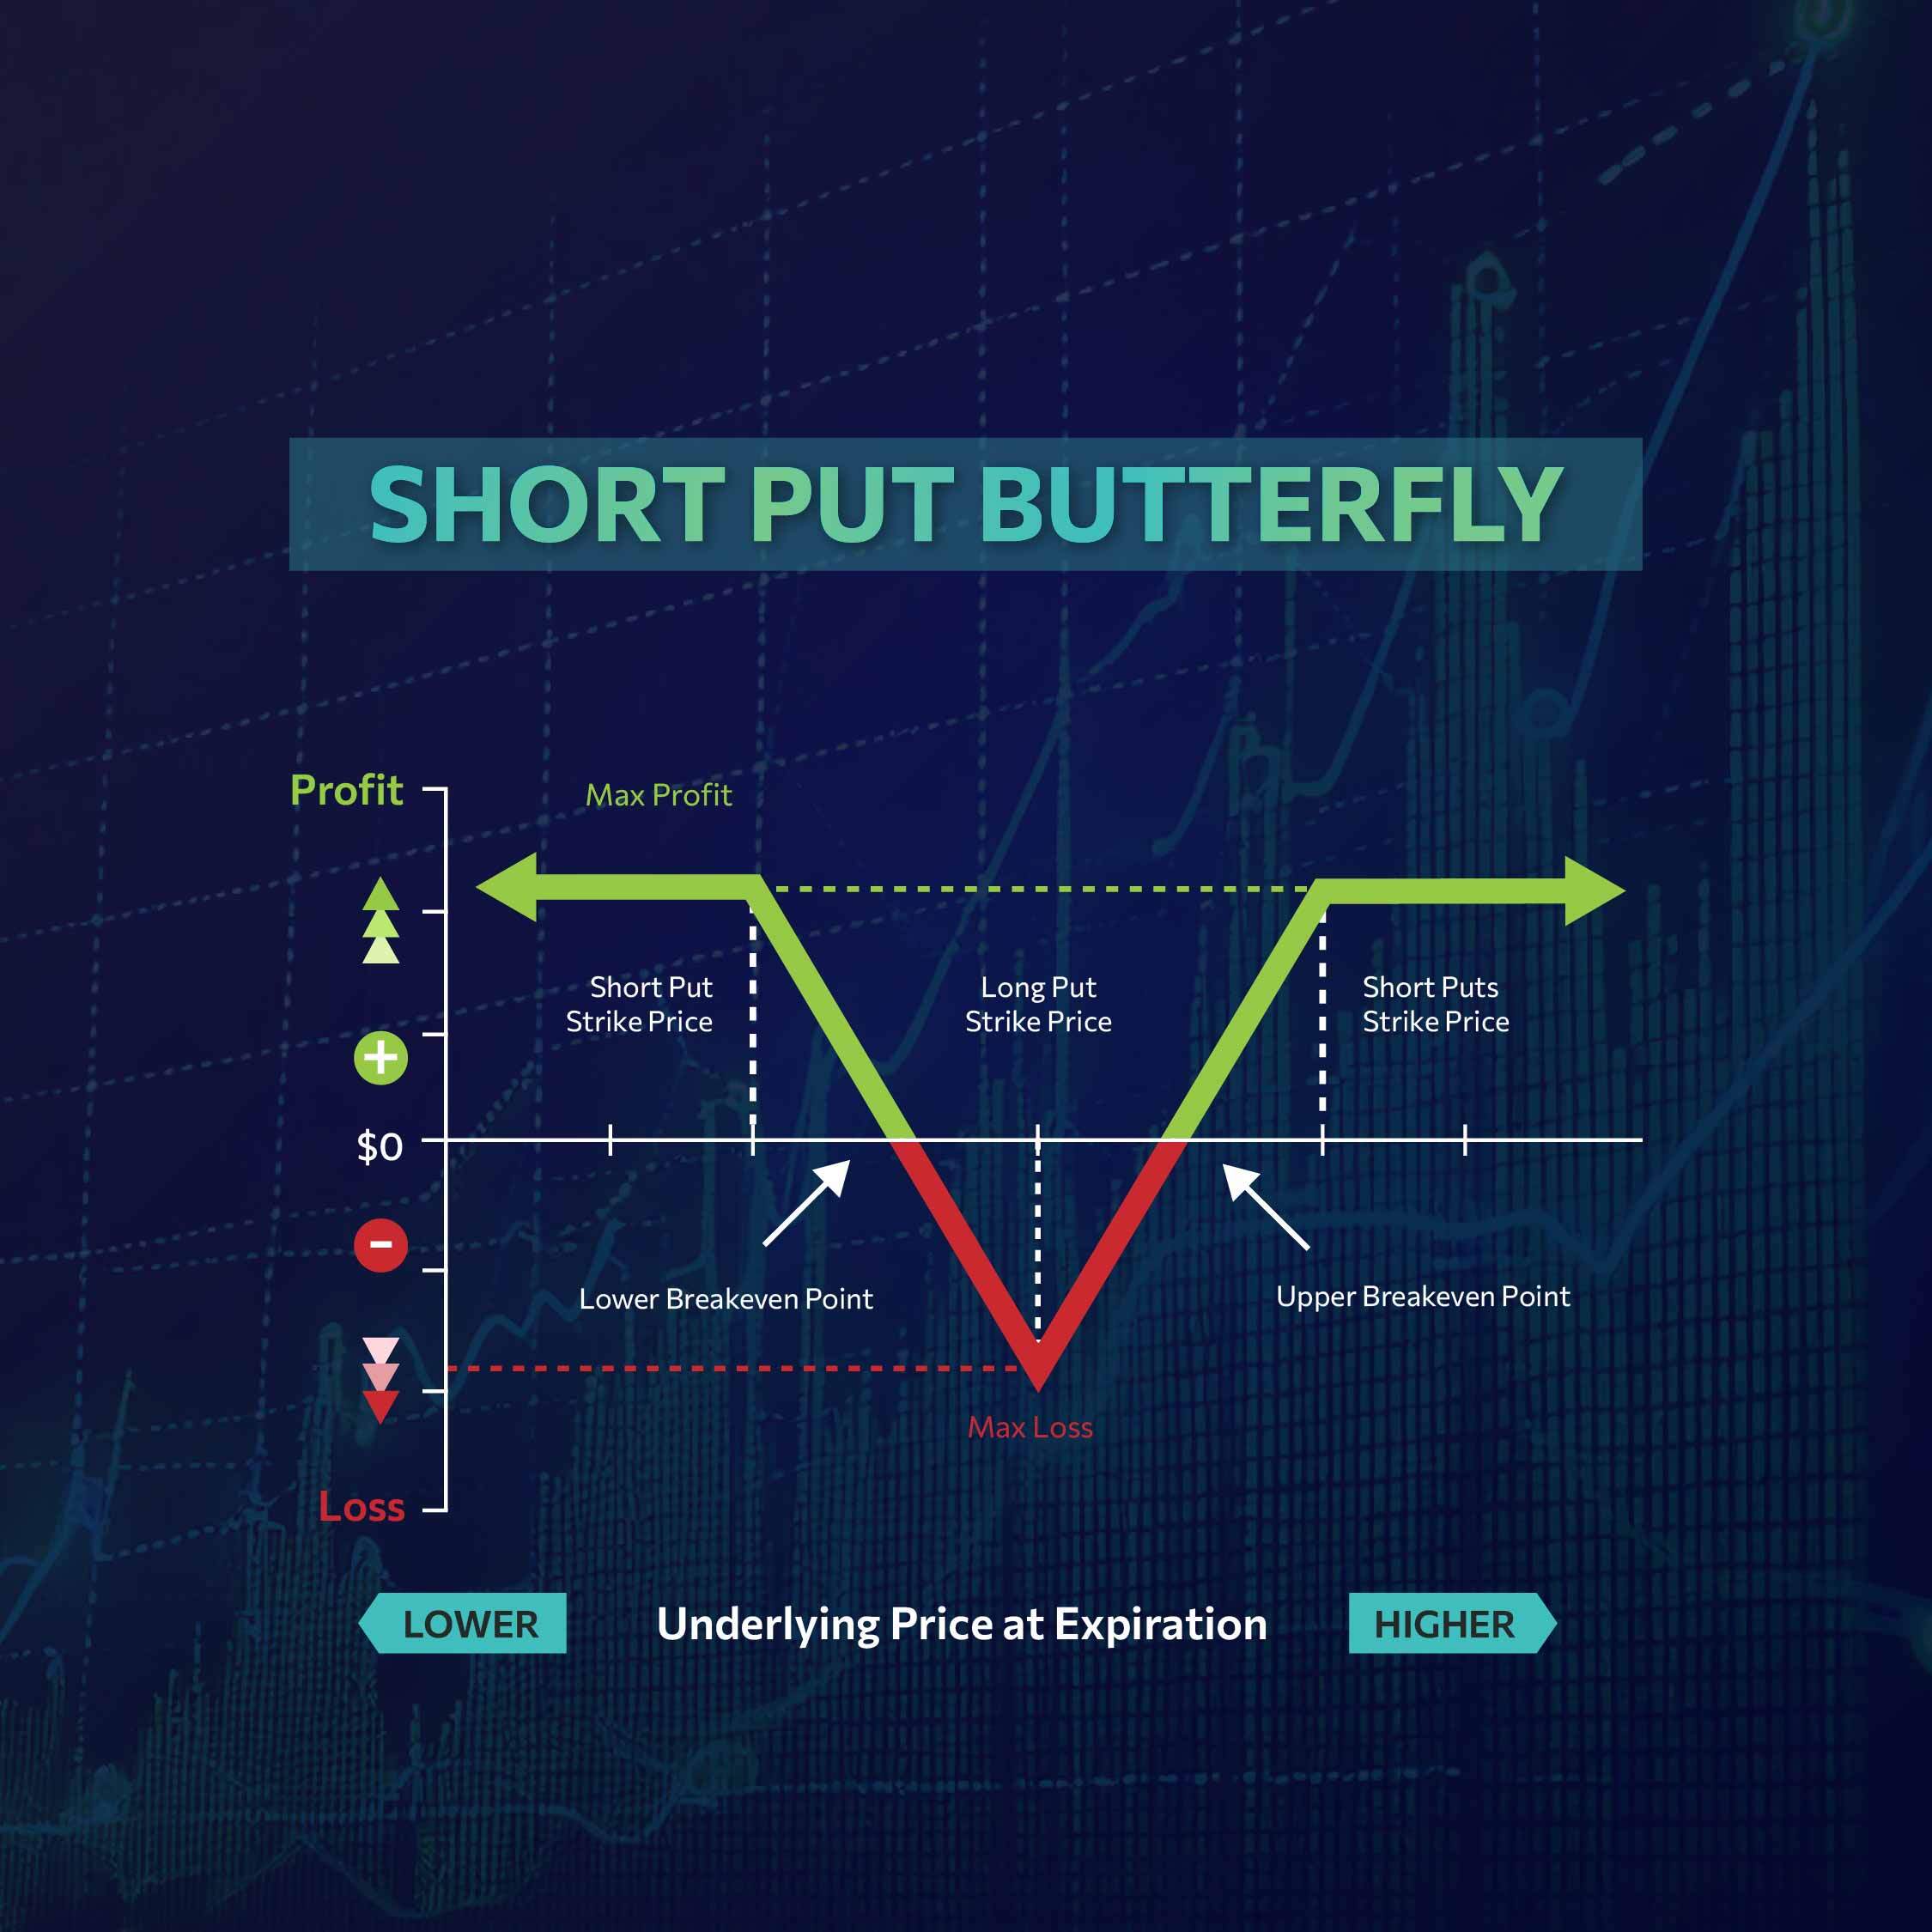 SHORT PUT BUTTERFLY
Profit
Max Profit
Short Put
Strike Price
Long Put
Strike Price
Short Puts
Strike Price
+
$0
-
Lower Breakeven Point
Upper Breakeven Point
Max Loss
Loss
LOWER
Underlying Price at Expiration
HIGHER